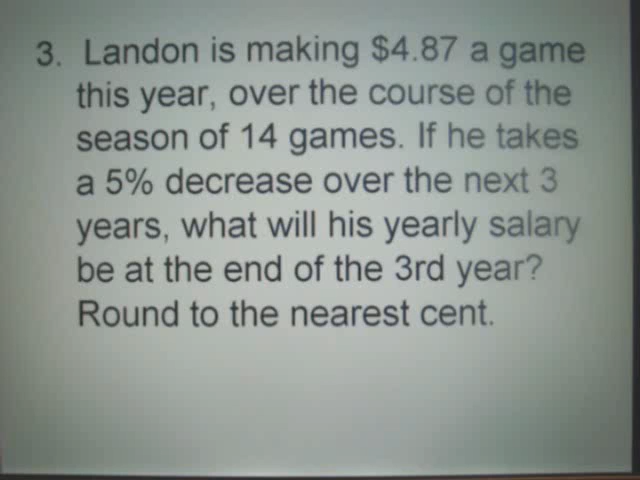 3. Landon is making $4.87 a game
this year, over the course of the
season of 14 games. If he takes
a 5% decrease over the next 3
years, what will his yearly salary
be at the end of the 3rd year?
Round to the nearest cent.